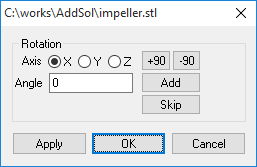 C:\works\AddSol\impeller.stl
Rotation
Axis X Y Z +90 -90
Angle 0 Add
Skip
Apply OK Cancel